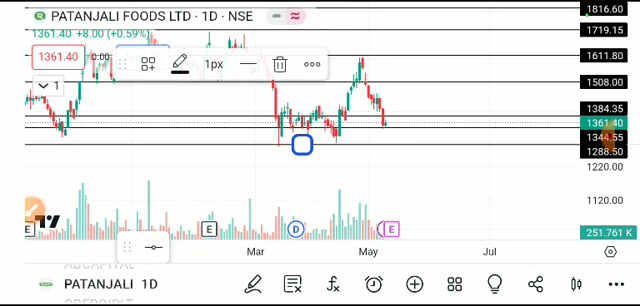 PATANJALI FOODS LTD · 1D · NSE
1361.40 +8.00 (+0.59%)
1361.40 0.00
1
1px
1816.60
1719.15
1611.80
1508.00
1384.35
1361.40
1344.55
1288.50
1220.00
1120.00
251.761 K
E D E
Mar May Jul
PATANJALI 1D